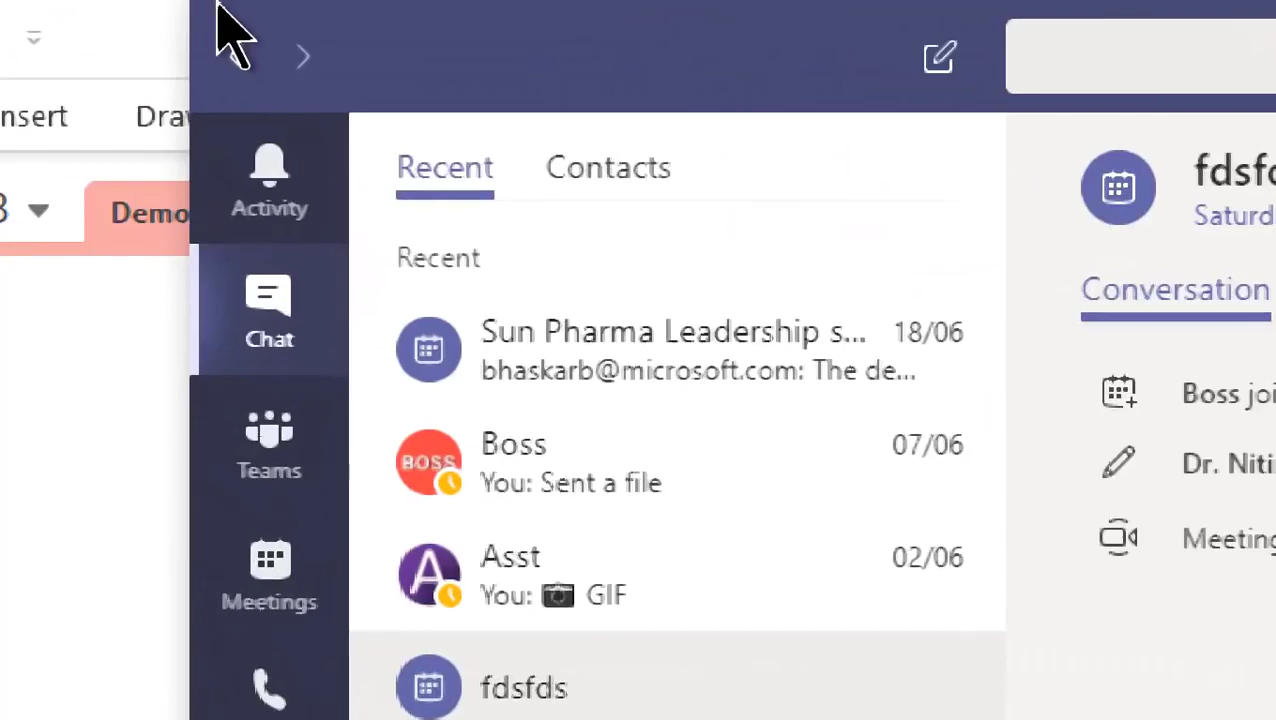 nsert Draw
Demo
Activity
Chat
Teams
Meetings
Recent Contacts
Recent
Sun Pharma Leadership s... 18/06
bhaskarb@microsoft.com: The de...
BOSS
Boss 07/06
You: Sent a file
A
Asst 02/06
You: GIF
fdsfds
fdsfd
Saturd
Conversation
Boss joi
Dr. Niti
Meeting